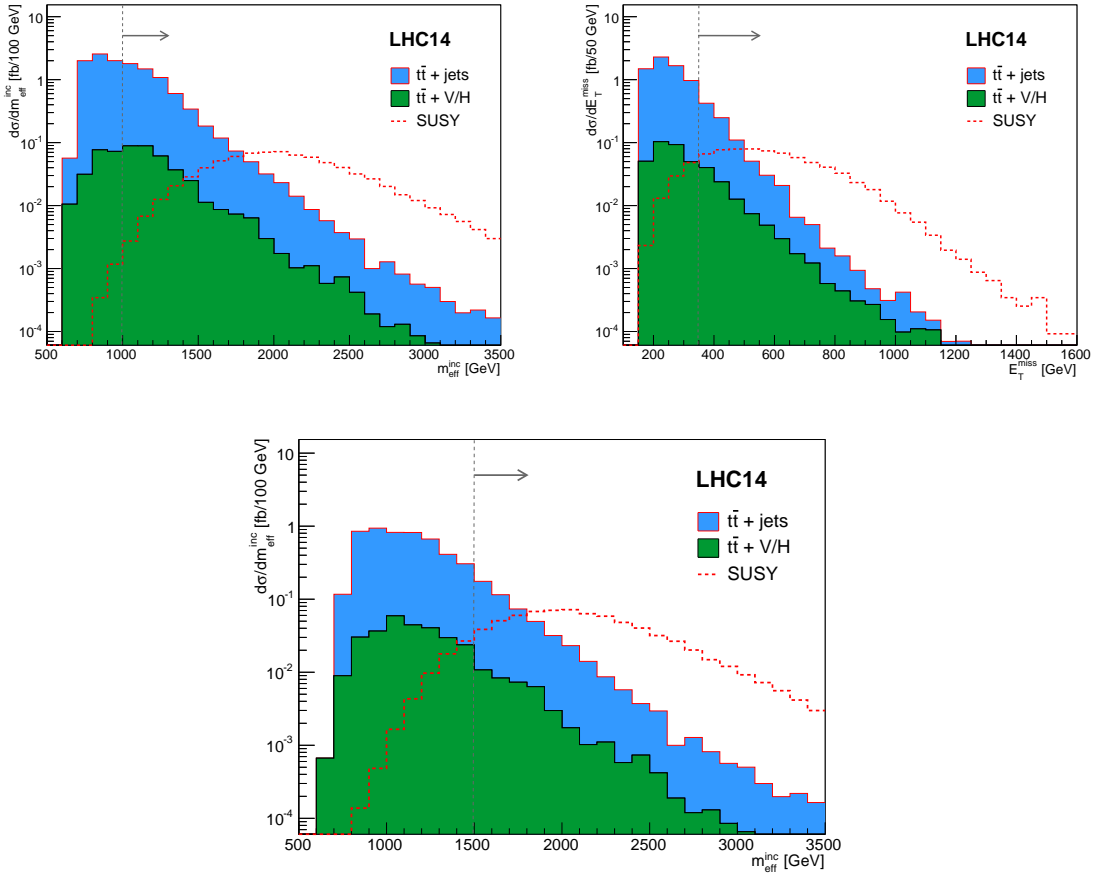 dσ/dm_eff^inc [fb/100 GeV]
10
1
10^-1
10^-2
10^-3
10^-4
LHC14
tt̄ + jets
tt̄ + V/H
SUSY
500 1000 1500 2000 2500 3000 3500
m_eff^inc [GeV]
dσ/dE_T^miss [fb/50 GeV]
10
1
10^-1
10^-2
10^-3
10^-4
LHC14
tt̄ + jets
tt̄ + V/H
SUSY
200 400 600 800 1000 1200 1400 1600
E_T^miss [GeV]
dσ/dm_eff^inc [fb/100 GeV]
10
1
10^-1
10^-2
10^-3
10^-4
LHC14
tt̄ + jets
tt̄ + V/H
SUSY
500 1000 1500 2000 2500 3000 3500
m_eff^inc [GeV]